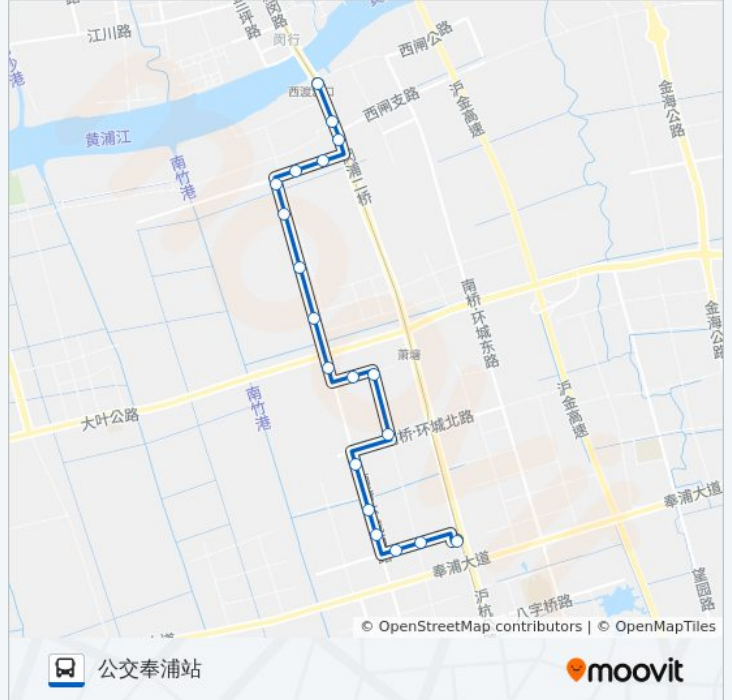 江川路
三坪路
闵行
西闸公路
沪金高速
金海公路
西闸支路
黄浦江
南竹港
浦二桥
南桥·环城东路
金海公路
萧塘
沪金高速
南竹港
大叶公路
桥·环城北路
奉浦大道
奉浦大道
沪杭
八字桥路
望园路
© OpenStreetMap contributors | © OpenMapTiles
公交奉浦站
moovit